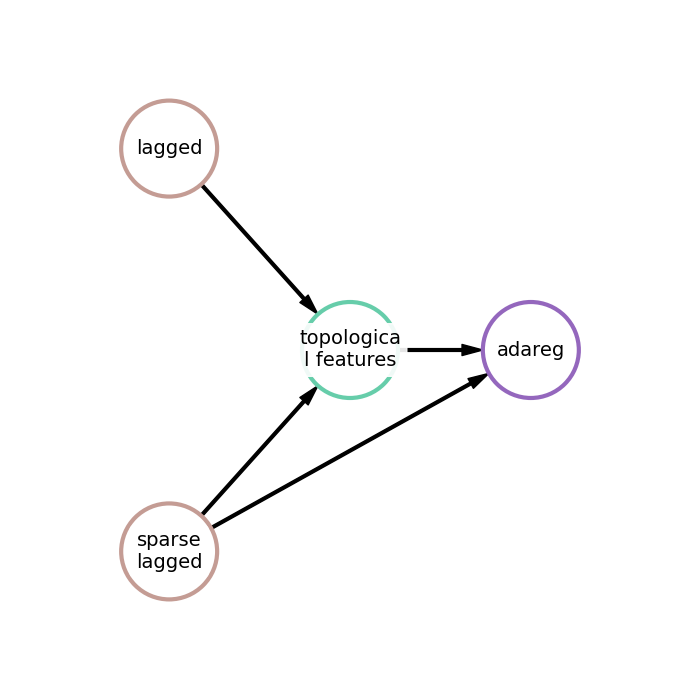 lagged
topologica
l features
adareg
sparse
lagged